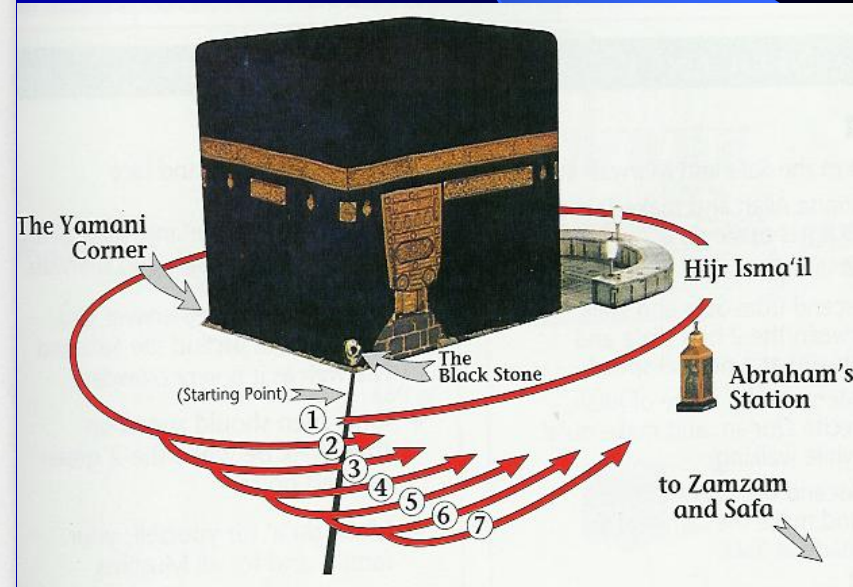 The Yamani
Corner
Hijr Isma'il
The
Black Stone
(Starting Point)
Abraham's
Station
1
2
3
4
5
6
7
to Zamzam
and Safa